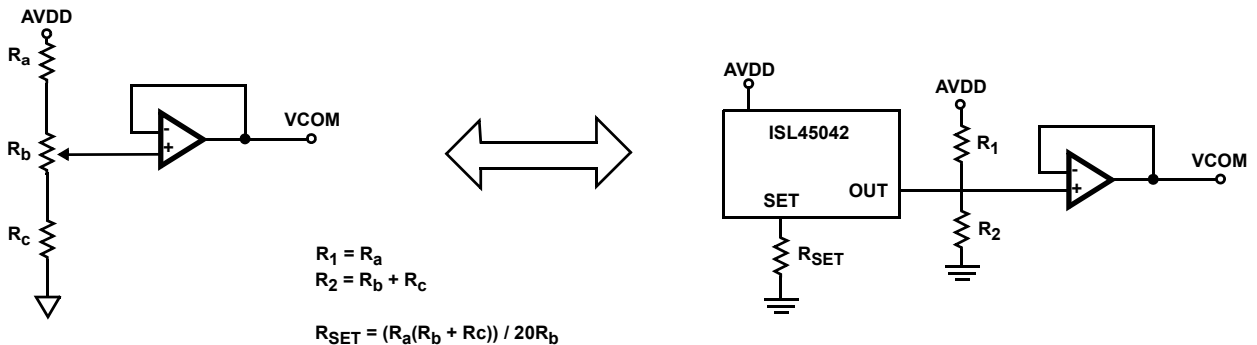 AVDD
Ra
Rb
Rc
-
+
VCOM
R1 = Ra
R2 = Rb + Rc
RSET = (Ra(Rb + Rc)) / 20Rb
AVDD
ISL45042
SET
OUT
RSET
AVDD
R1
R2
-
+
VCOM